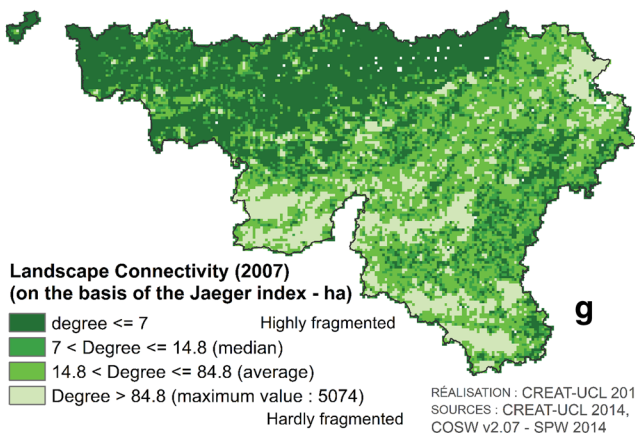 Landscape Connectivity (2007)
(on the basis of the Jaeger index - ha)
degree <= 7 Highly fragmented
7 < Degree <= 14.8 (median)
14.8 < Degree <= 84.8 (average)
Degree > 84.8 (maximum value : 5074)
Hardly fragmented
g
RÉALISATION : CREAT-UCL 201
SOURCES : CREAT-UCL 2014,
COSW v2.07 - SPW 2014